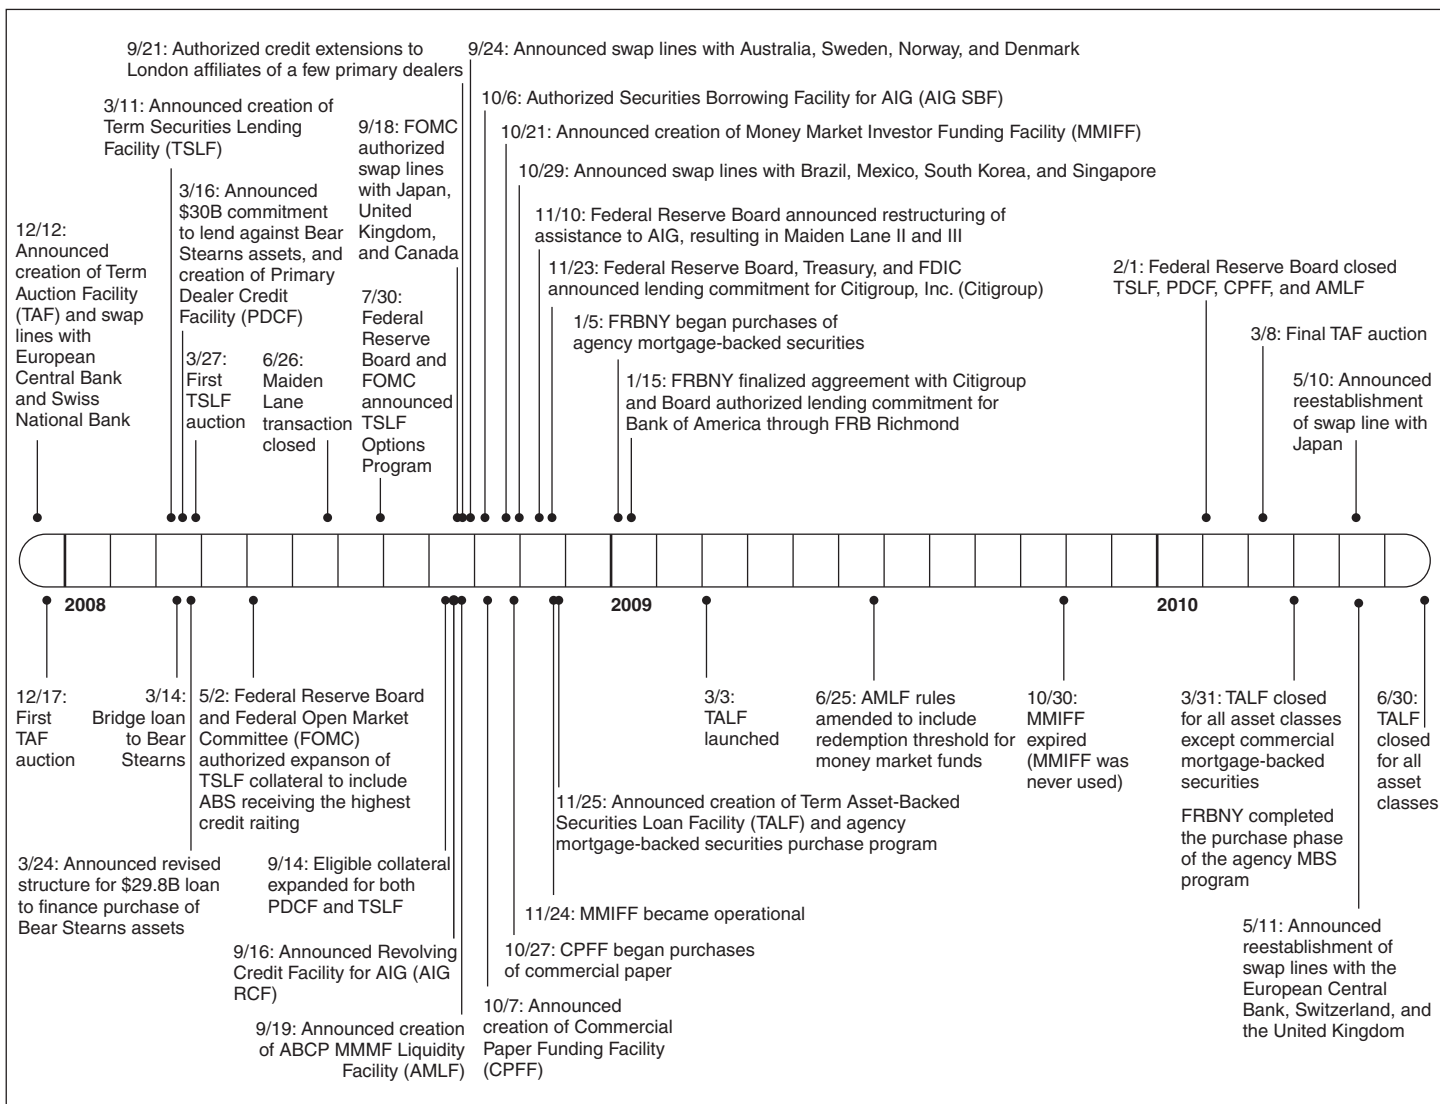 9/21: Authorized credit extensions to
London affiliates of a few primary dealers
9/24: Announced swap lines with Australia, Sweden, Norway, and Denmark
3/11: Announced creation of
Term Securities Lending
Facility (TSLF)
9/18: FOMC
authorized
swap lines
with Japan,
United
Kingdom,
and Canada
10/6: Authorized Securities Borrowing Facility for AIG (AIG SBF)
10/21: Announced creation of Money Market Investor Funding Facility (MMIFF)
10/29: Announced swap lines with Brazil, Mexico, South Korea, and Singapore
3/16: Announced
$30B commitment
to lend against Bear
Stearns assets, and
creation of Primary
Dealer Credit
Facility (PDCF)
11/10: Federal Reserve Board announced restructuring of
assistance to AIG, resulting in Maiden Lane II and III
12/12:
Announced
creation of Term
Auction Facility
(TAF) and swap
lines with
European
Central Bank
and Swiss
National Bank
11/23: Federal Reserve Board, Treasury, and FDIC
announced lending commitment for Citigroup, Inc. (Citigroup)
2/1: Federal Reserve Board closed
TSLF, PDCF, CPFF, and AMLF
7/30:
Federal
Reserve
Board and
FOMC
announced
TSLF
Options
Program
1/5: FRBNY began purchases of
agency mortgage-backed securities
3/8: Final TAF auction
3/27:
First
TSLF
auction
6/26:
Maiden
Lane
transaction
closed
1/15: FRBNY finalized aggreement with Citigroup
and Board authorized lending commitment for
Bank of America through FRB Richmond
5/10: Announced
reestablishment
of swap line with
Japan
2008
2009
2010
12/17:
First
TAF
auction
3/14:
Bridge loan
to Bear
Stearns
5/2: Federal Reserve Board
and Federal Open Market
Committee (FOMC)
authorized expanson of
TSLF collateral to include
ABS receiving the highest
credit raiting
3/3:
TALF
launched
6/25: AMLF rules
amended to include
redemption threshold for
money market funds
10/30:
MMIFF
expired
(MMIFF was
never used)
3/31: TALF closed
for all asset classes
except commercial
mortgage-backed
securities
FRBNY completed
the purchase phase
of the agency MBS
program
6/30:
TALF
closed
for all
asset
classes
11/25: Announced creation of Term Asset-Backed
Securities Loan Facility (TALF) and agency
mortgage-backed securities purchase program
3/24: Announced revised
structure for $29.8B loan
to finance purchase of
Bear Stearns assets
9/14: Eligible collateral
expanded for both
PDCF and TSLF
11/24: MMIFF became operational
5/11: Announced
reestablishment of
swap lines with the
European Central
Bank, Switzerland, and
the United Kingdom
9/16: Announced Revolving
Credit Facility for AIG (AIG
RCF)
10/27: CPFF began purchases
of commercial paper
10/7: Announced
creation of Commercial
Paper Funding Facility
(CPFF)
9/19: Announced creation
of ABCP MMMF Liquidity
Facility (AMLF)